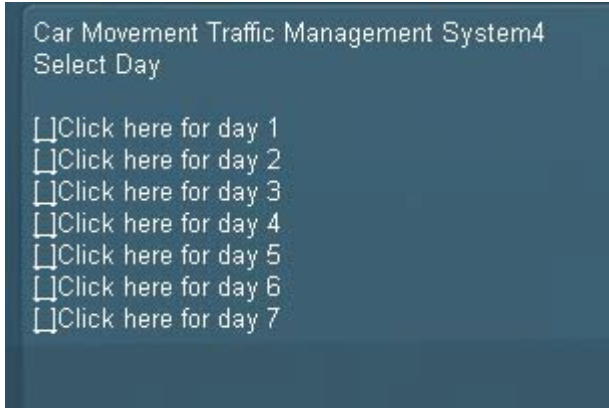 Car Movement Traffic Management System4
Select Day
[_]Click here for day 1
[_]Click here for day 2
[_]Click here for day 3
[_]Click here for day 4
[_]Click here for day 5
[_]Click here for day 6
[_]Click here for day 7